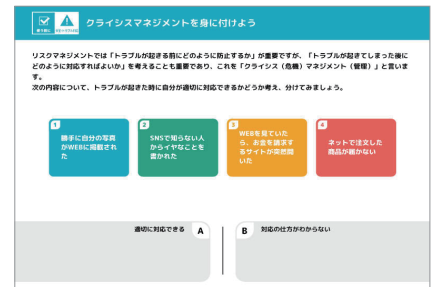 クライシスマネジメントを身に付けよう
リスクマネジメントでは「トラブルが起きる前にどのように防止するか」が重要ですが、「トラブルが起きてしまった後に
どのように対応すればよいか」を考えることも重要であり、これを「クライシス（危機）マネジメント（管理）」と言いま
す。
次の内容について、トラブルが起きた時に自分が適切に対応できるかどうか考え、分けてみましょう。
1
勝手に自分の写真
がWEBに掲載され
た
2
SNSで知らない人
からイヤなことを
書かれた
3
WEBを見ていた
ら、お金を請求す
るサイトが突然開
いた
4
ネットで注文した
商品が届かない
適切に対応できる A
B 対応の仕方がわからない